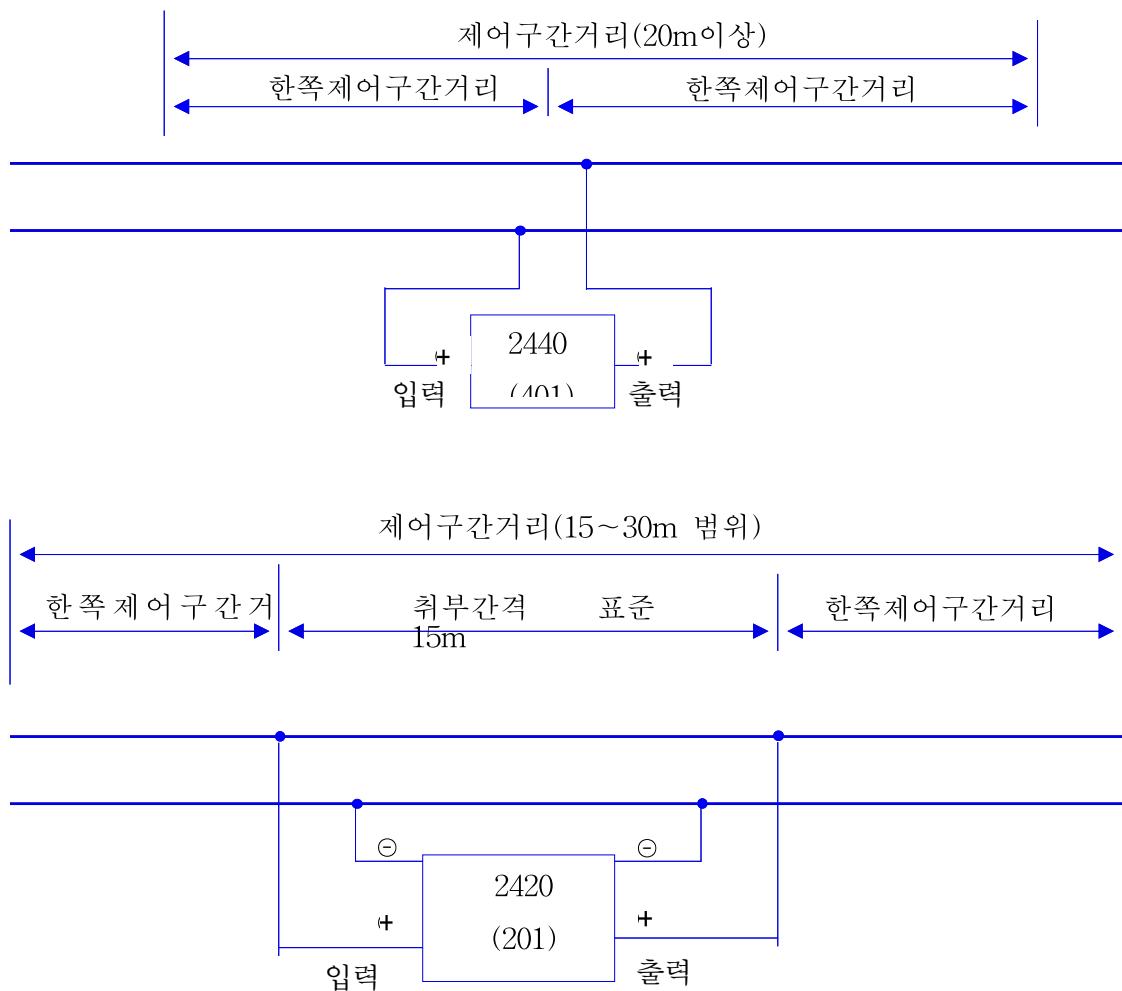 제어구간거리(20m이상)
한쪽제어구간거리 한쪽제어구간거리
2440
+ +
(401)
입력 출력
제어구간거리(15~30m 범위)
한쪽제어구간거 취부간격 표준 한쪽제어구간거리
15m
⊖ ⊖
2420
+ +
(201)
입력 출력